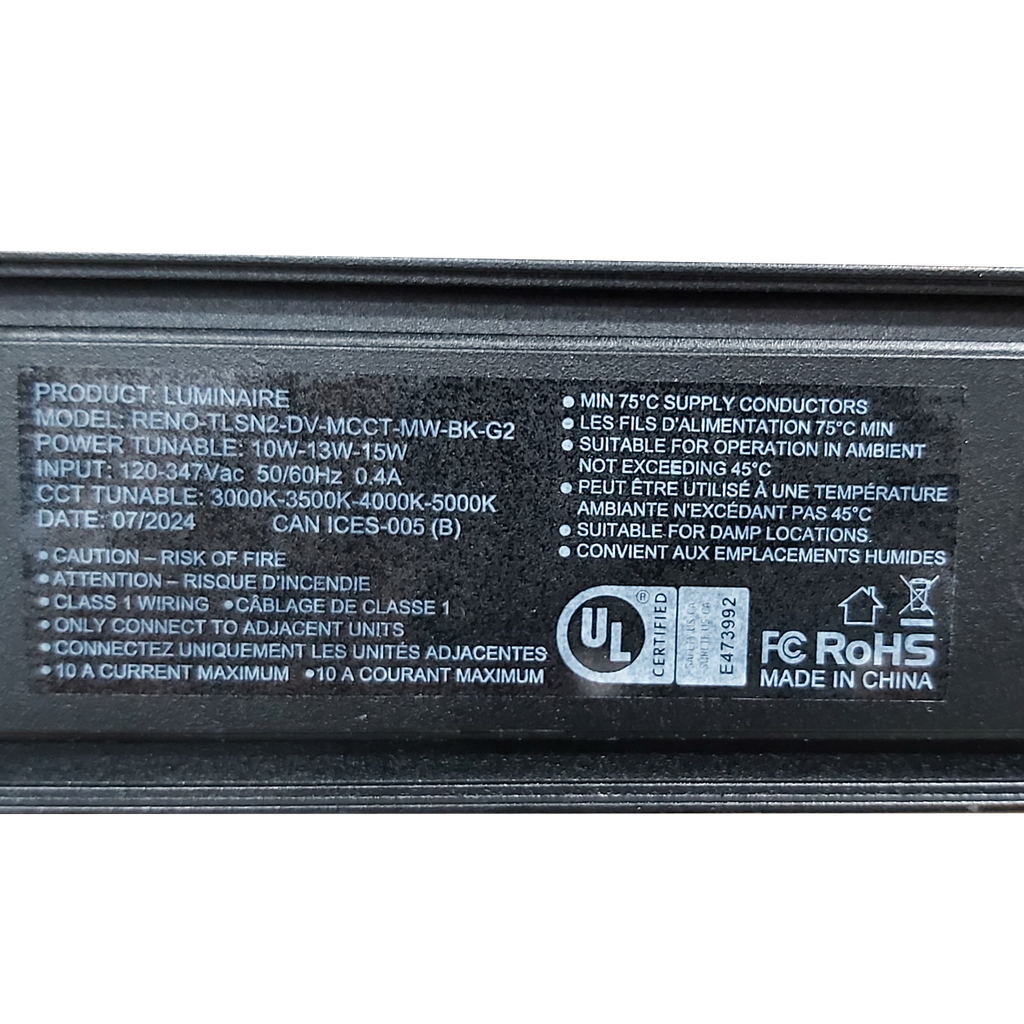 PRODUCT: LUMINAIRE
MODEL: RENO-TLSN2-DV-MCCT-MW-BK-G2
POWER TUNABLE: 10W-13W-15W
INPUT: 120-347Vac 50/60Hz 0.4A
CCT TUNABLE: 3000K-3500K-4000K-5000K
DATE: 07/2024 CAN ICES-005 (B)
• CAUTION – RISK OF FIRE
• ATTENTION – RISQUE D'INCENDIE
• CLASS 1 WIRING • CÂBLAGE DE CLASSE 1
• ONLY CONNECT TO ADJACENT UNITS
• CONNECTEZ UNIQUEMENT LES UNITÉS ADJACENTES
• 10 A CURRENT MAXIMUM • 10 A COURANT MAXIMUM
• MIN 75°C SUPPLY CONDUCTORS
• LES FILS D'ALIMENTATION 75°C MIN
• SUITABLE FOR OPERATION IN AMBIENT
NOT EXCEEDING 45°C
• PEUT ÊTRE UTILISÉ À UNE TEMPÉRATURE
AMBIANTE N'EXCÉDANT PAS 45°C
• SUITABLE FOR DAMP LOCATIONS.
• CONVIENT AUX EMPLACEMENTS HUMIDES
UL ®
CERTIFIED
E473992
FC RoHS
MADE IN CHINA